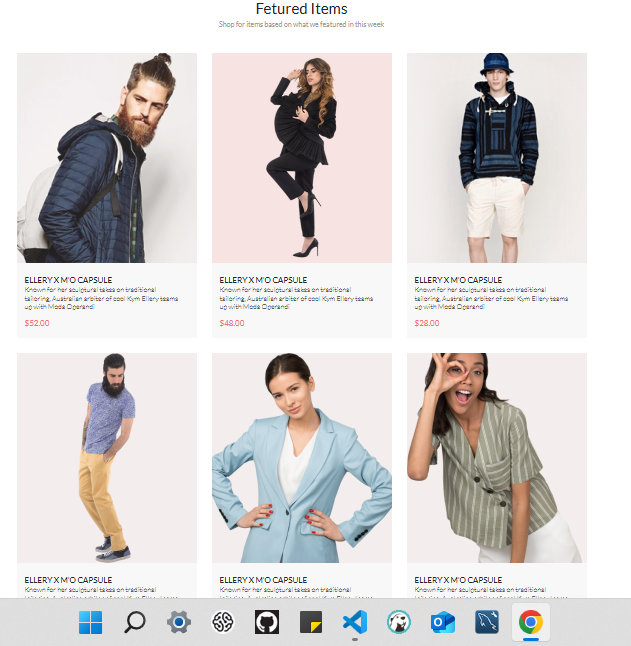 Fetured Items
Shop for items based on what we featured in this week
ELLERY X M'O CAPSULE
Known for her sculptural takes on traditional
tailoring, Australian arbiter of cool Kym Ellery teams
up with Moda Operandi
$52.00
ELLERY X M'O CAPSULE
Known for her sculptural takes on traditional
tailoring, Australian arbiter of cool Kym Ellery teams
up with Moda Operandi
$48.00
ELLERY X M'O CAPSULE
Known for her sculptural takes on traditional
tailoring, Australian arbiter of cool Kym Ellery teams
up with Moda Operandi
$28.00
ELLERY X M'O CAPSULE
Known for her sculptural takes on traditional
ELLERY X M'O CAPSULE
Known for her sculptural takes on traditional
ELLERY X M'O CAPSULE
Known for her sculptural takes on traditional